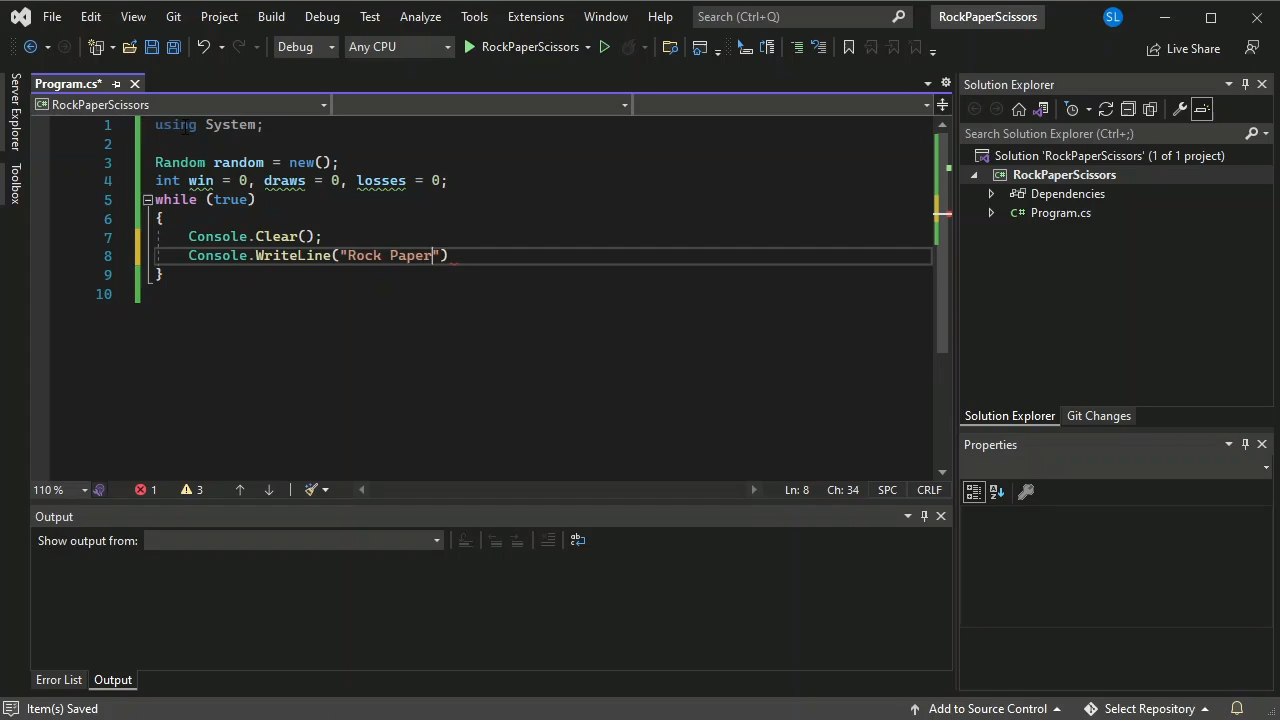 File Edit View Git Project Build Debug Test Analyze Tools Extensions Window Help Search (Ctrl+Q) RockPaperScissors SL
Debug Any CPU RockPaperScissors Live Share
Server Explorer
Toolbox
Program.cs*
RockPaperScissors
1 using System;
2
3 Random random = new();
4 int win = 0, draws = 0, losses = 0;
5 while (true)
6 {
7 Console.Clear();
8 Console.WriteLine("Rock Paper")
9 }
10
110 % 1 3 Ln: 8 Ch: 34 SPC CRLF
Output
Show output from:
Error List Output
Solution Explorer
Search Solution Explorer (Ctrl+;)
Solution 'RockPaperScissors' (1 of 1 project)
RockPaperScissors
Dependencies
Program.cs
Solution Explorer Git Changes
Properties
Item(s) Saved Add to Source Control Select Repository